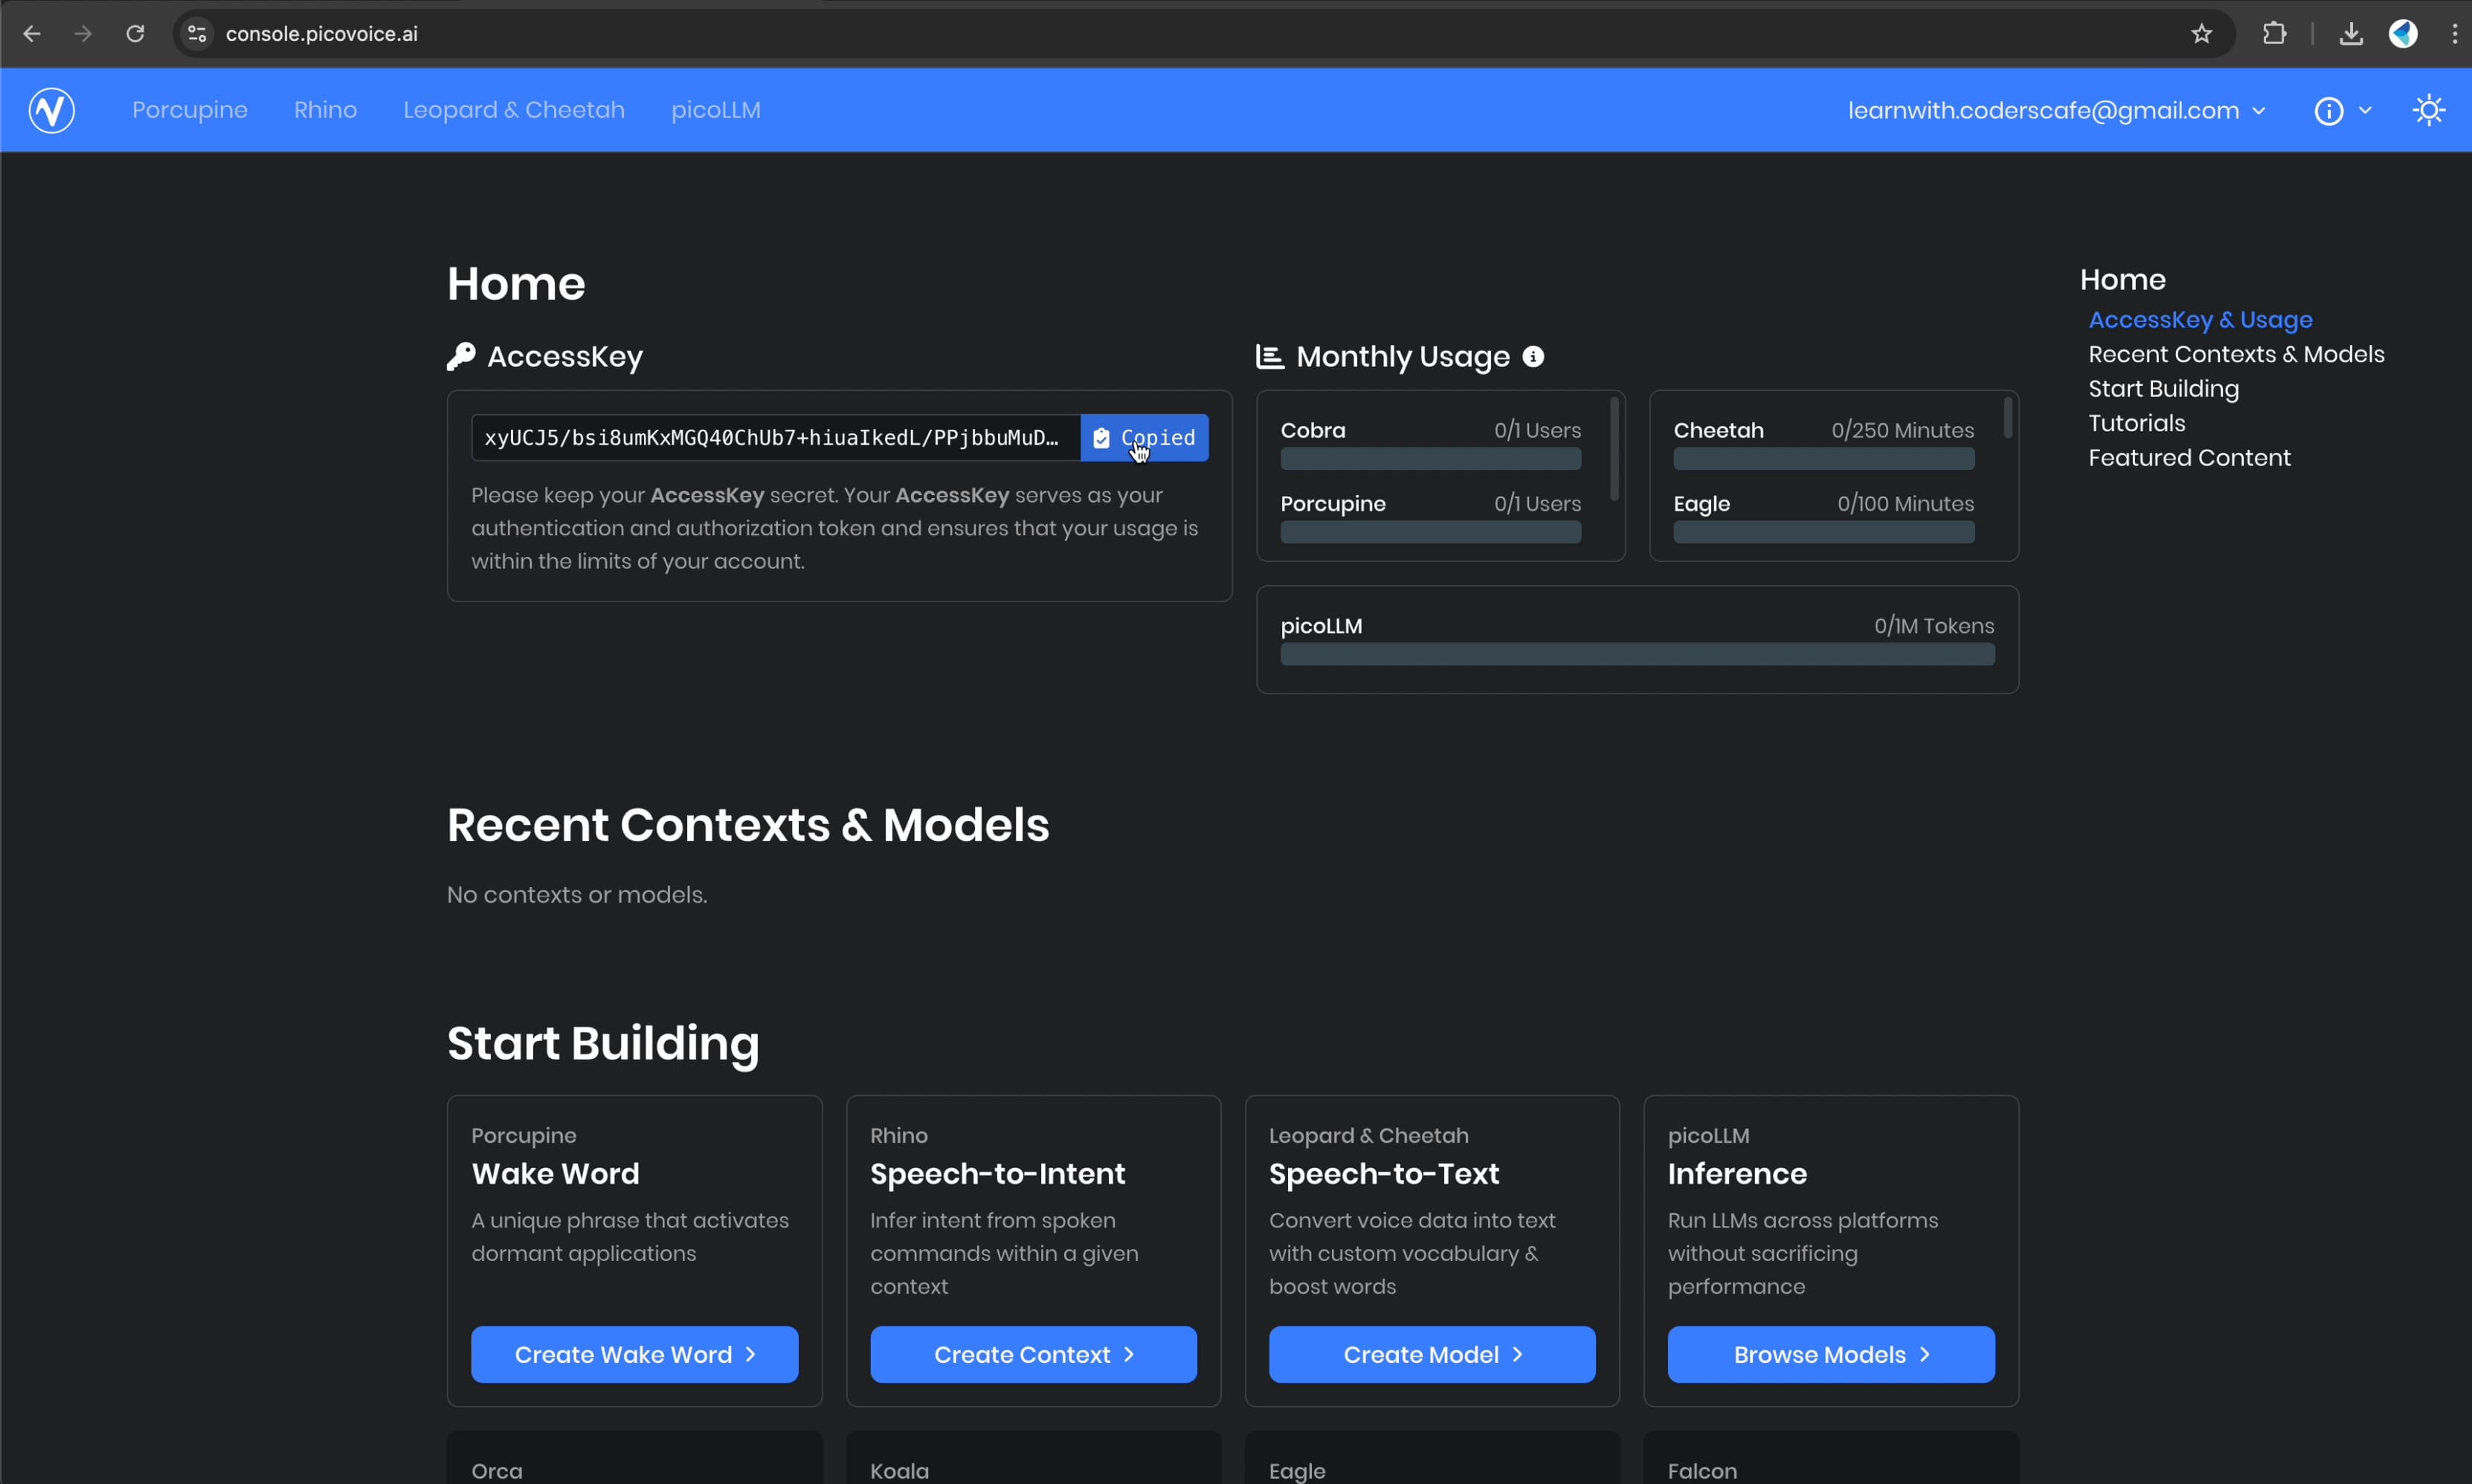 console.picovoice.ai
Porcupine Rhino Leopard & Cheetah picoLLM learnwith.coderscafe@gmail.com
Home
AccessKey
xyUCJ5/bsi8umKxMGQ40ChUb7+hiuaIkedL/PPjbbuMuD… Copied
Please keep your AccessKey secret. Your AccessKey serves as your
authentication and authorization token and ensures that your usage is
within the limits of your account.
Monthly Usage
Cobra 0/1 Users
Porcupine 0/1 Users
Cheetah 0/250 Minutes
Eagle 0/100 Minutes
picoLLM 0/1M Tokens
Home
AccessKey & Usage
Recent Contexts & Models
Start Building
Tutorials
Featured Content
Recent Contexts & Models
No contexts or models.
Start Building
Porcupine
Wake Word
A unique phrase that activates
dormant applications
Create Wake Word
Rhino
Speech-to-Intent
Infer intent from spoken
commands within a given
context
Create Context
Leopard & Cheetah
Speech-to-Text
Convert voice data into text
with custom vocabulary &
boost words
Create Model
picoLLM
Inference
Run LLMs across platforms
without sacrificing
performance
Browse Models
Orca
Koala
Eagle
Falcon